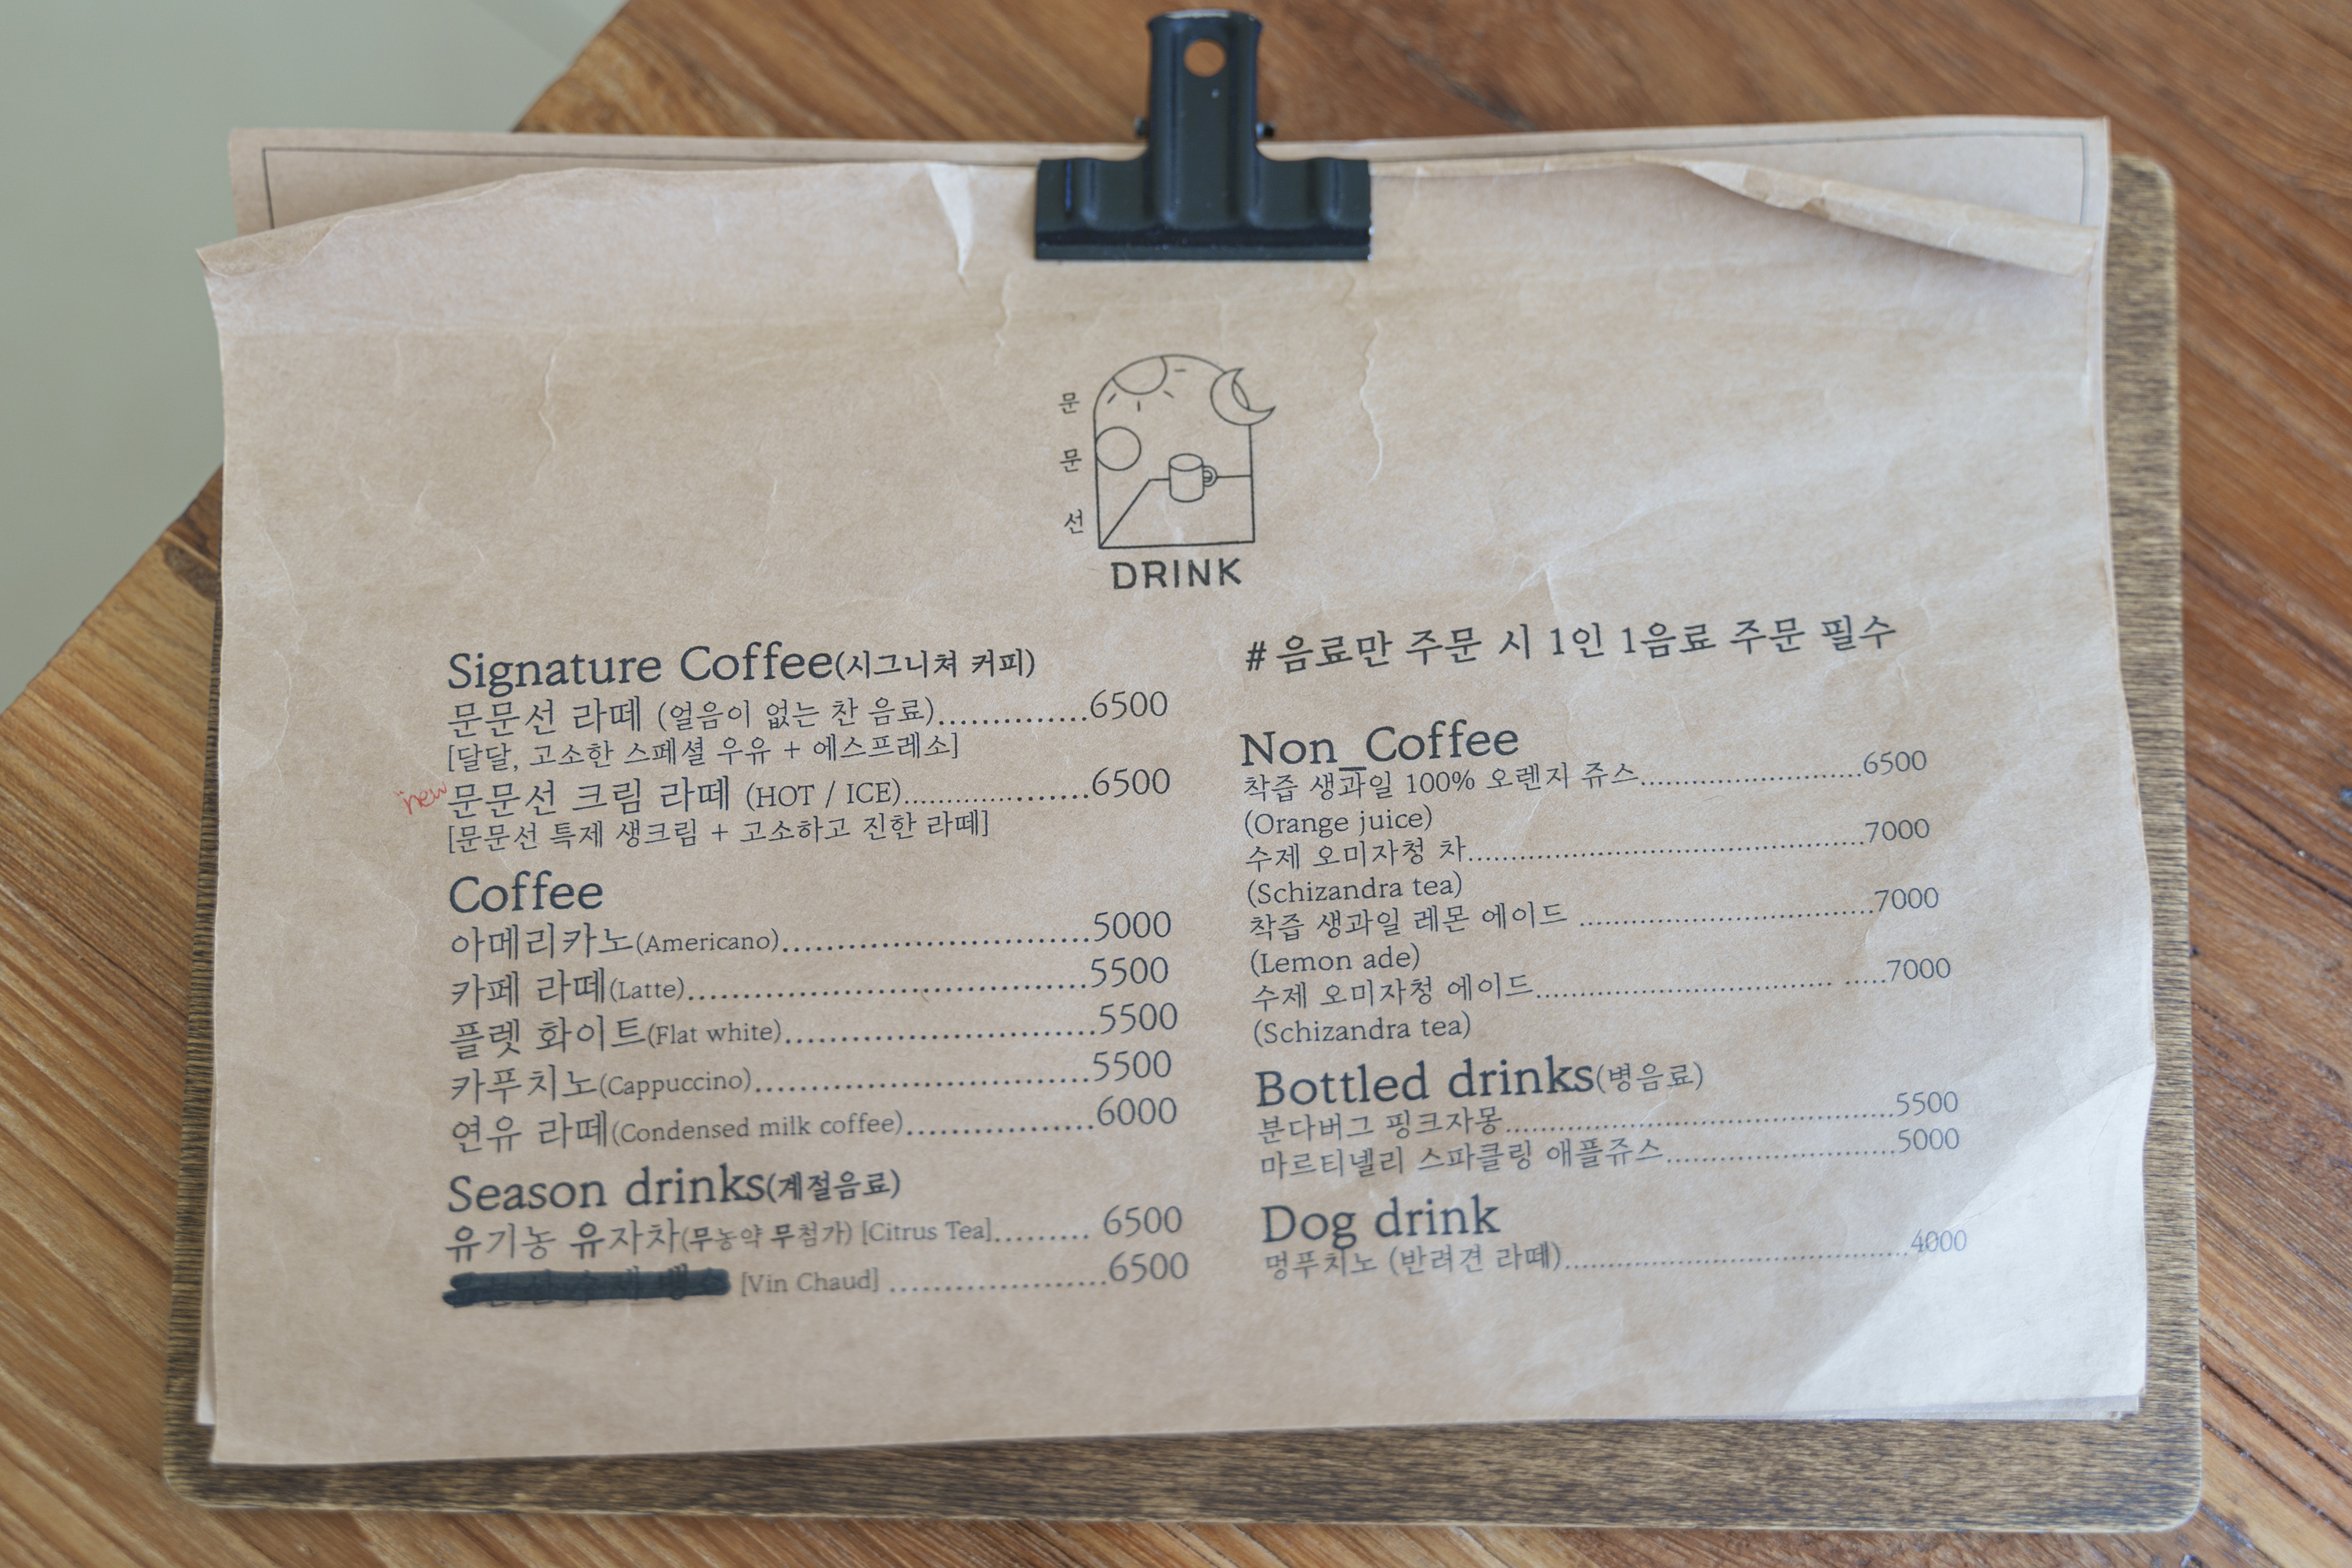 문
문
선
DRINK
Signature Coffee(시그니쳐 커피)
문문선 라떼 (얼음이 없는 찬 음료)..............6500
[달달, 고소한 스페셜 우유 + 에스프레소]
new 문문선 크림 라떼 (HOT / ICE)......................6500
[문문선 특제 생크림 + 고소하고 진한 라떼]
Coffee
아메리카노(Americano)..............................5000
카페 라떼(Latte)........................................5500
플렛 화이트(Flat white)..............................5500
카푸치노(Cappuccino)................................5500
연유 라떼(Condensed milk coffee)..................6000
Season drinks(계절음료)
유기농 유자차(무농약 무첨가) [Citrus Tea].......... 6500
[Vin Chaud] .....................6500
# 음료만 주문 시 1인 1음료 주문 필수
Non_Coffee
착즙 생과일 100% 오렌지 쥬스..............................6500
(Orange juice)
수제 오미자청 차......................................................7000
(Schizandra tea)
착즙 생과일 레몬 에이드 ........................................7000
(Lemon ade)
수제 오미자청 에이드........................................ ......7000
(Schizandra tea)
Bottled drinks(병음료)
분다버그 핑크자몽....................................................5500
마르티넬리 스파클링 애플쥬스..............................5000
Dog drink
멍푸치노 (반려견 라떼)..............................................4000